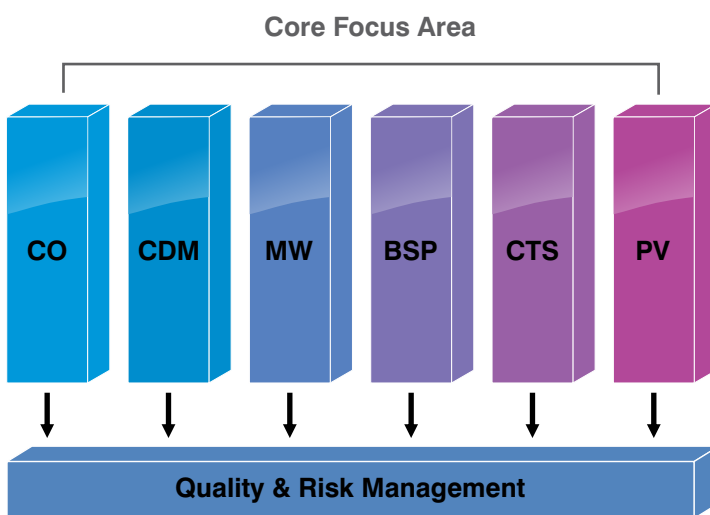 Core Focus Area
CO
CDM
MW
BSP
CTS
PV
Quality & Risk Management